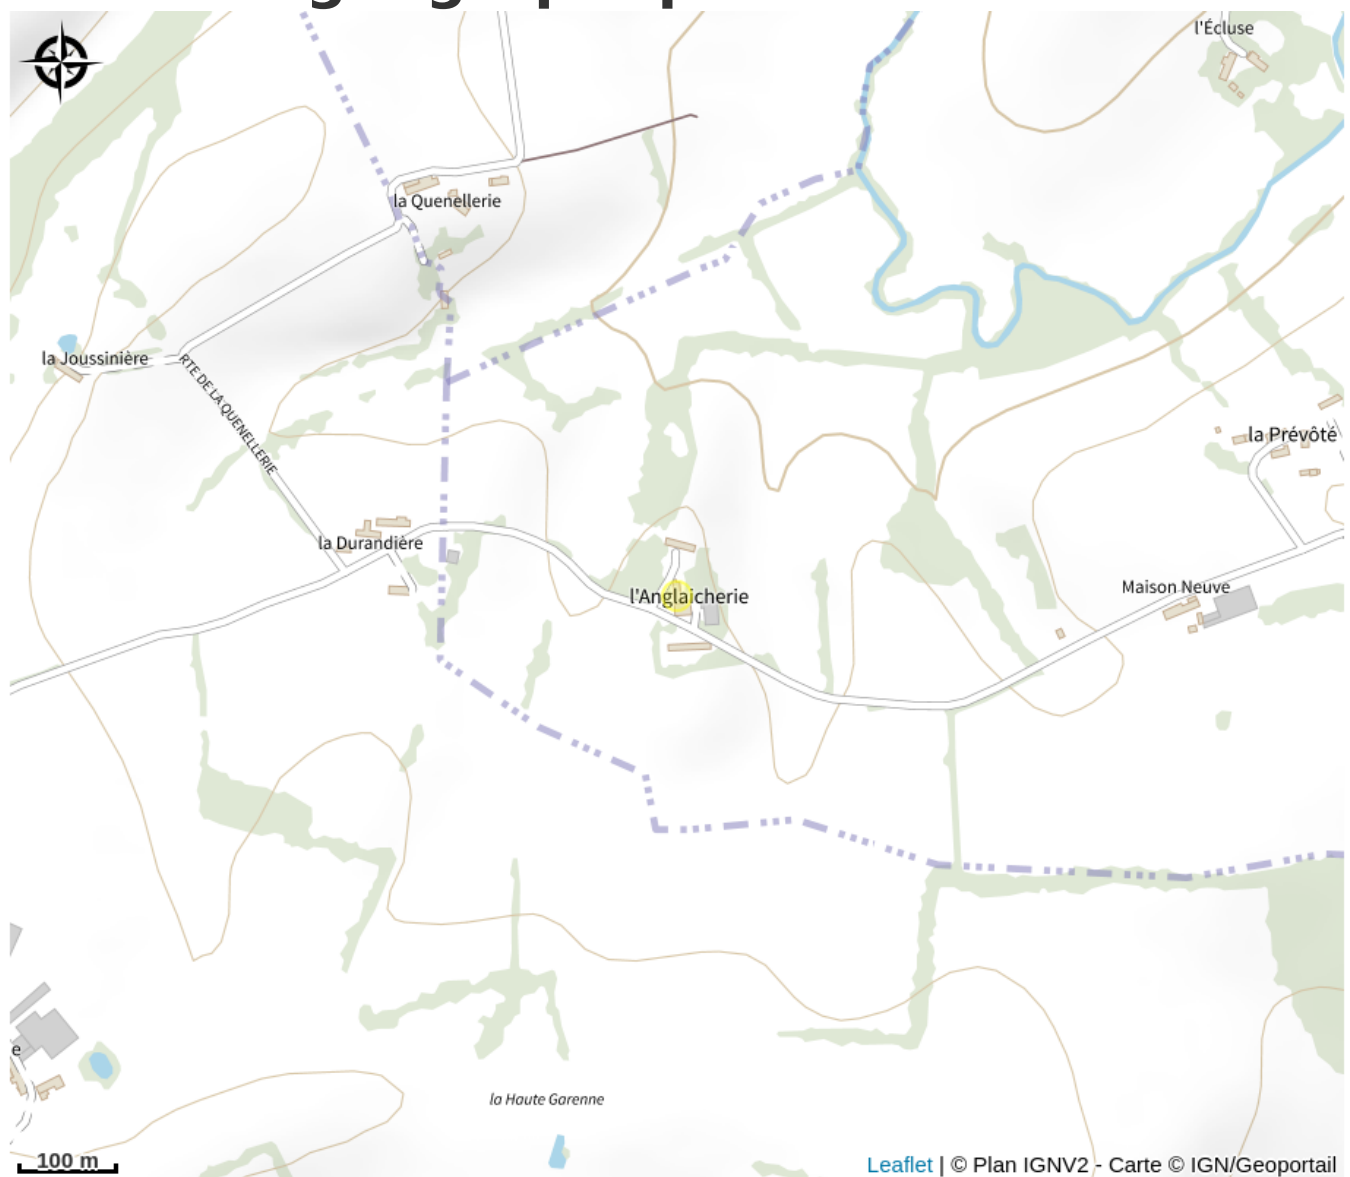 l'Écluse
la Quenellerie
la Joussinière
RTE DE LA QUENELLERIE
la Prévôté
la Durandière
Maison Neuve
l'Anglaicherie
e
la Haute Garenne
100 m
Leaflet | © Plan IGNV2 - Carte © IGN/Geoportail